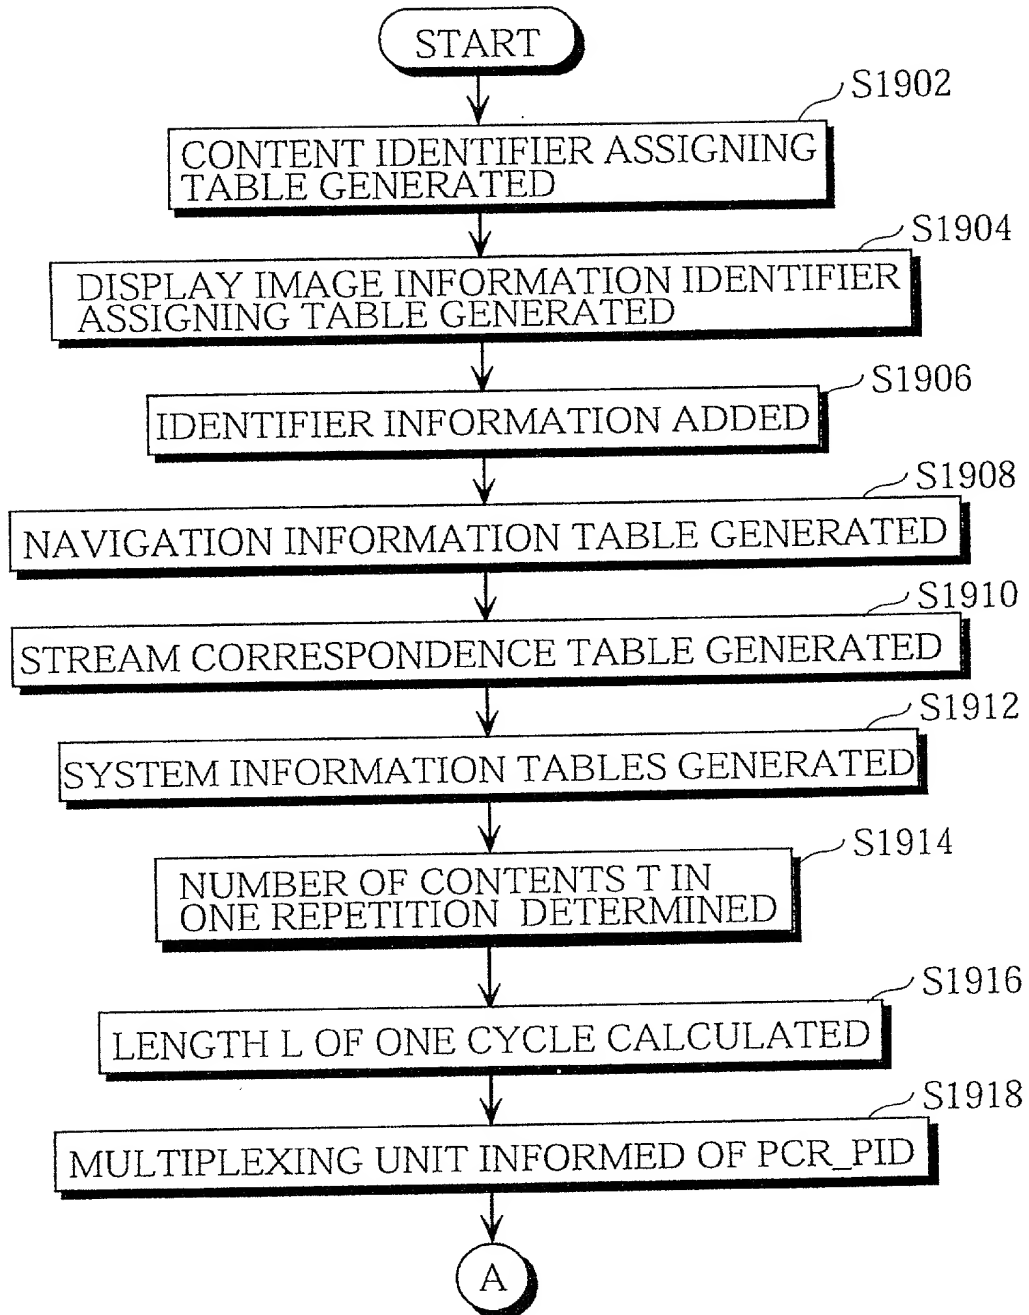 START
S1902
CONTENT IDENTIFIER ASSIGNING
TABLE GENERATED
S1904
DISPLAY IMAGE INFORMATION IDENTIFIER
ASSIGNING TABLE GENERATED
S1906
IDENTIFIER INFORMATION ADDED
S1908
NAVIGATION INFORMATION TABLE GENERATED
S1910
STREAM CORRESPONDENCE TABLE GENERATED
S1912
SYSTEM INFORMATION TABLES GENERATED
S1914
NUMBER OF CONTENTS T IN
ONE REPETITION DETERMINED
S1916
LENGTH L OF ONE CYCLE CALCULATED
S1918
MULTIPLEXING UNIT INFORMED OF PCR_PID
A